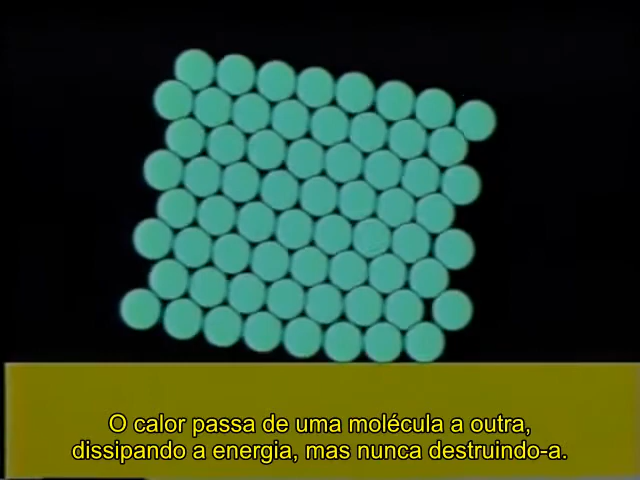 O calor passa de uma molécula a outra,
dissipando a energia, mas nunca destruindo-a.